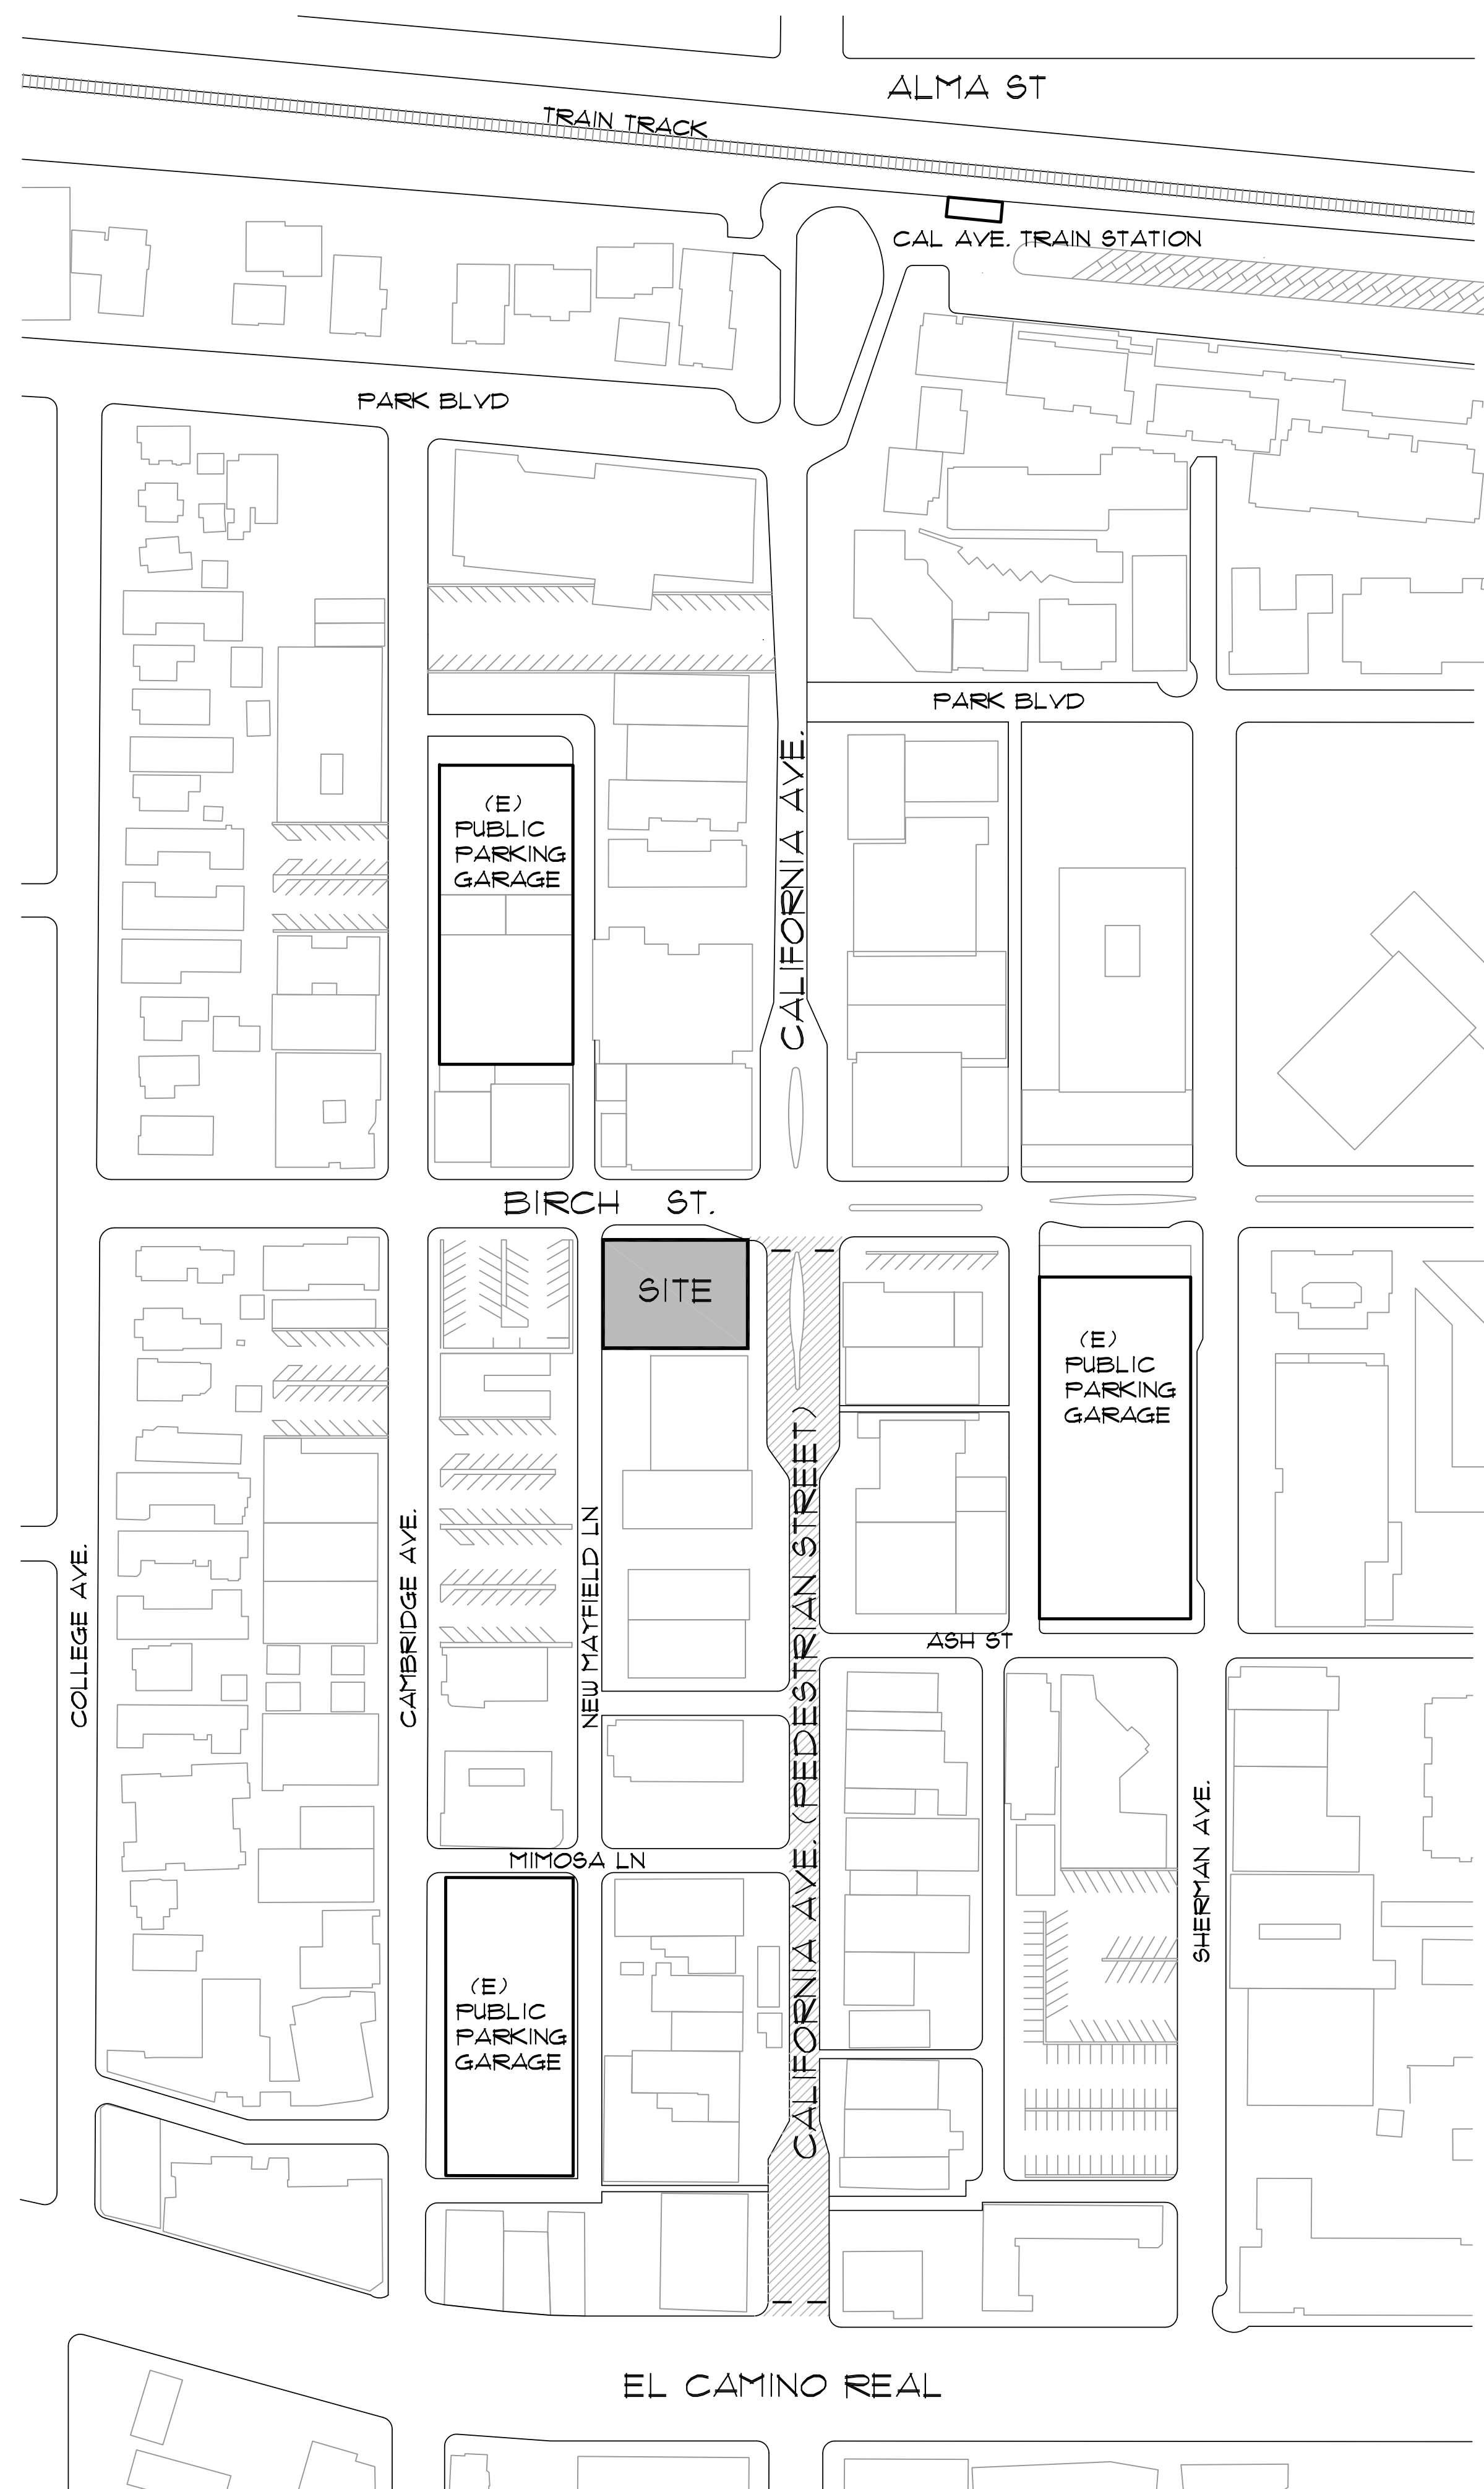 ALMA ST
TRAIN TRACK
CAL AVE. TRAIN STATION
PARK BLVD
PARK BLVD
CALIFORNIA AVE.
(E)
PUBLIC
PARKING
GARAGE
BIRCH ST.
SITE
(E)
PUBLIC
PARKING
GARAGE
COLLEGE AVE.
CAMBRIDGE AVE.
NEW MAYFIELD LN
CALIFORNIA AVE. (PEDESTRIAN STREET)
ASH ST
SHERMAN AVE.
MIMOSA LN
(E)
PUBLIC
PARKING
GARAGE
EL CAMINO REAL